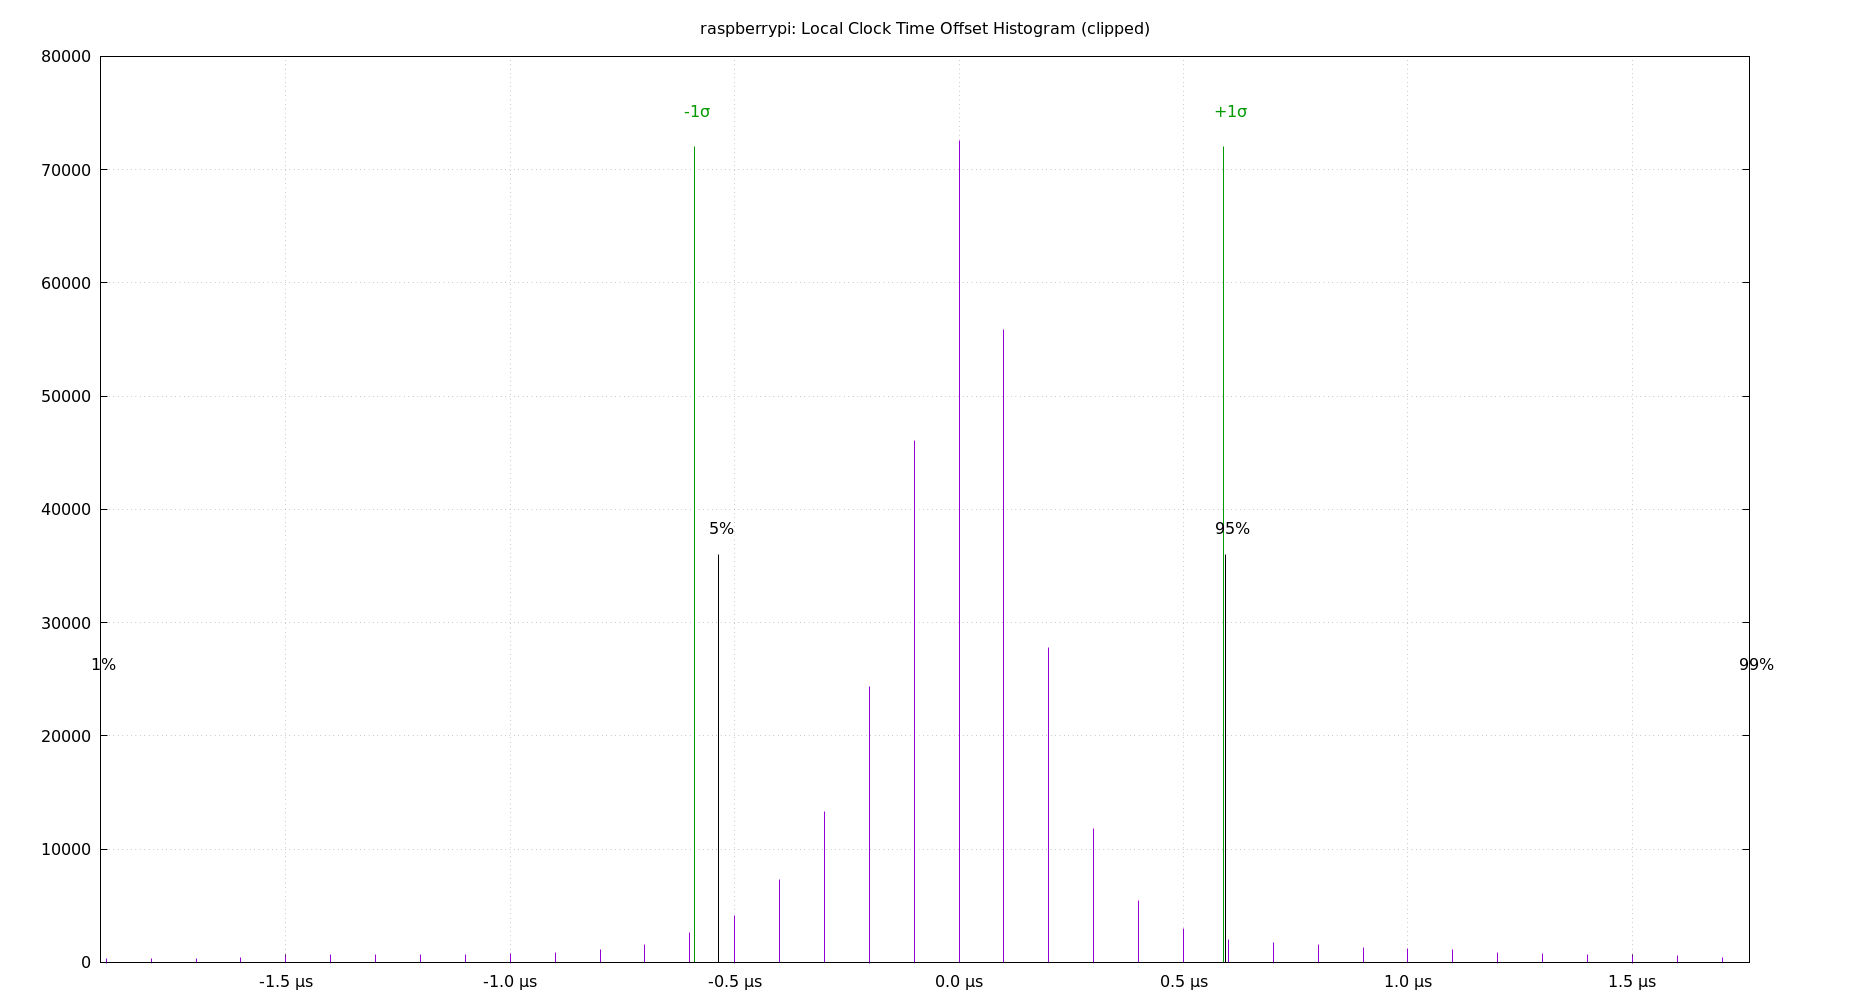 raspberrypi: Local Clock Time Offset Histogram (clipped)
80000
-1σ
+1σ
70000
60000
50000
40000
5%
95%
30000
1%
99%
20000
10000
0
-1.5 μs
-1.0 μs
-0.5 μs
0.0 μs
0.5 μs
1.0 μs
1.5 μs